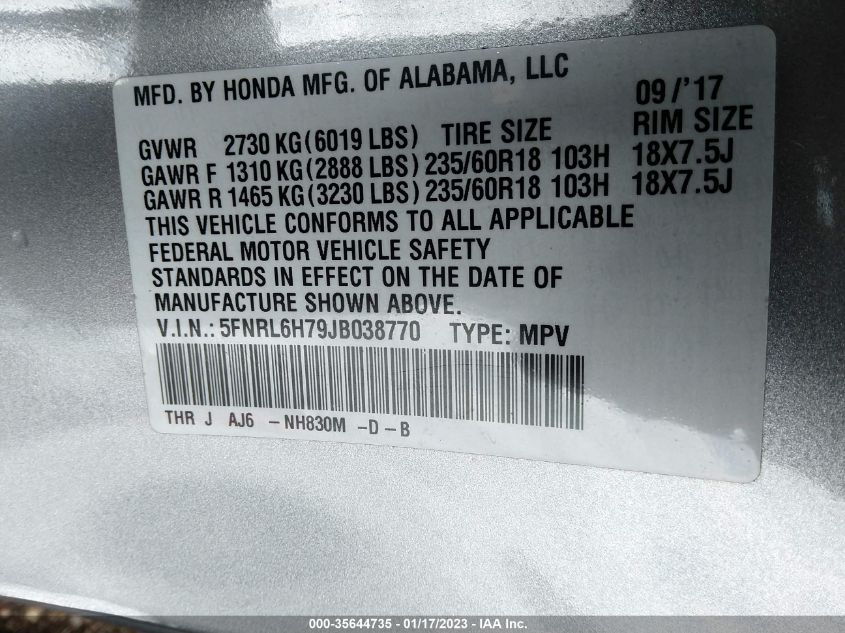 MFD. BY HONDA MFG. OF ALABAMA, LLC 09/'17
GVWR 2730 KG(6019 LBS) TIRE SIZE RIM SIZE
GAWR F 1310 KG(2888 LBS) 235/60R18 103H 18X7.5J
GAWR R 1465 KG(3230 LBS) 235/60R18 103H 18X7.5J
THIS VEHICLE CONFORMS TO ALL APPLICABLE
FEDERAL MOTOR VEHICLE SAFETY
STANDARDS IN EFFECT ON THE DATE OF
MANUFACTURE SHOWN ABOVE.
V.I.N.: 5FNRL6H79JB038770 TYPE: MPV
THR J AJ6 -NH830M -D-B
000-35644735 - 01/17/2023 - IAA Inc.